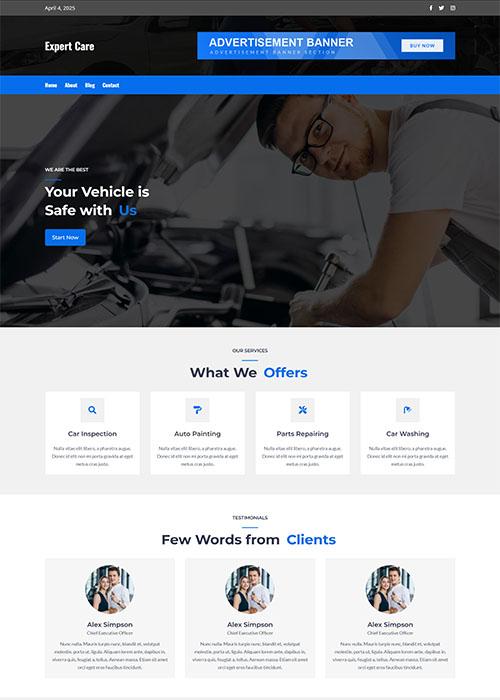 April 4, 2025
Expert Care
ADVERTISEMENT BANNER
ADVERTISEMENT BANNER SECTION
BUY NOW
Home About Blog Contact
WE ARE THE BEST
Your Vehicle is
Safe with Us
Start Now
OUR SERVICES
What We Offers
Car Inspection
Nulla vitae elit libero, a pharetra augue.
Donec id elit non mi porta gravida at eget
metus cras justo.
Auto Painting
Nulla vitae elit libero, a pharetra augue.
Donec id elit non mi porta gravida at eget
metus cras justo.
Parts Repairing
Nulla vitae elit libero, a pharetra augue.
Donec id elit non mi porta gravida at eget
metus cras justo.
Car Washing
Nulla vitae elit libero, a pharetra augue.
Donec id elit non mi porta gravida at eget
metus cras justo.
TESTIMONIALS
Few Words from Clients
Alex Simpson
Chief Executive Officer
Nunc nulla. Mauris turpis nunc, blandit et, volutpat
molestie, porta ut, ligula. Aliquam lorem ante, dapibus in,
viverra quis, feugiat a, tellus. Aenean massa. Etiam sit amet
orci eget eros faucibus tincidunt.
Alex Simpson
Chief Executive Officer
Nunc nulla. Mauris turpis nunc, blandit et, volutpat
molestie, porta ut, ligula. Aliquam lorem ante, dapibus in,
viverra quis, feugiat a, tellus. Aenean massa. Etiam sit amet
orci eget eros faucibus tincidunt.
Alex Simpson
Chief Executive Officer
Nunc nulla. Mauris turpis nunc, blandit et, volutpat
molestie, porta ut, ligula. Aliquam lorem ante, dapibus in,
viverra quis, feugiat a, tellus. Aenean massa. Etiam sit amet
orci eget eros faucibus tincidunt.